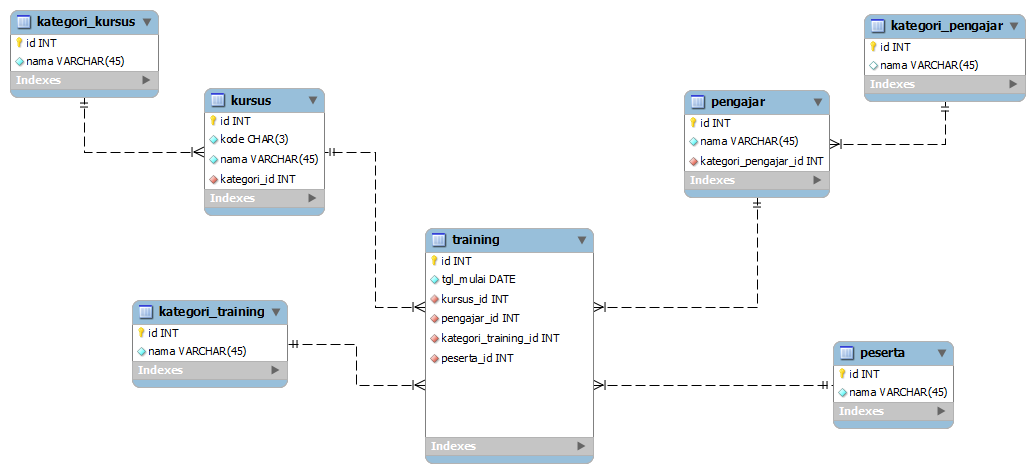 kategori_kursus
id INT
nama VARCHAR(45)
Indexes
kategori_pengajar
id INT
nama VARCHAR(45)
Indexes
kursus
id INT
kode CHAR(3)
nama VARCHAR(45)
kategori_id INT
Indexes
pengajar
id INT
nama VARCHAR(45)
kategori_pengajar_id INT
Indexes
training
id INT
tgl_mulai DATE
kursus_id INT
pengajar_id INT
kategori_training_id INT
peserta_id INT
Indexes
kategori_training
id INT
nama VARCHAR(45)
Indexes
peserta
id INT
nama VARCHAR(45)
Indexes